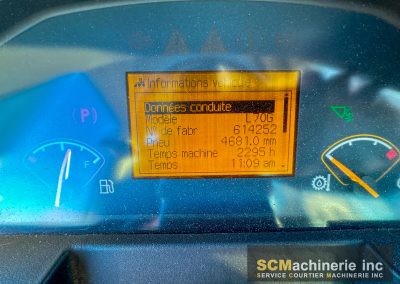 Informations véhicule
Données conduite
Modèle L70G
Nº de fabr 614252
Pneu 4681.0 mm
Temps machine 2295 h
Temps 11:09 am
(P)
F
SCMachinerie inc
SERVICE COURTIER MACHINERIE INC